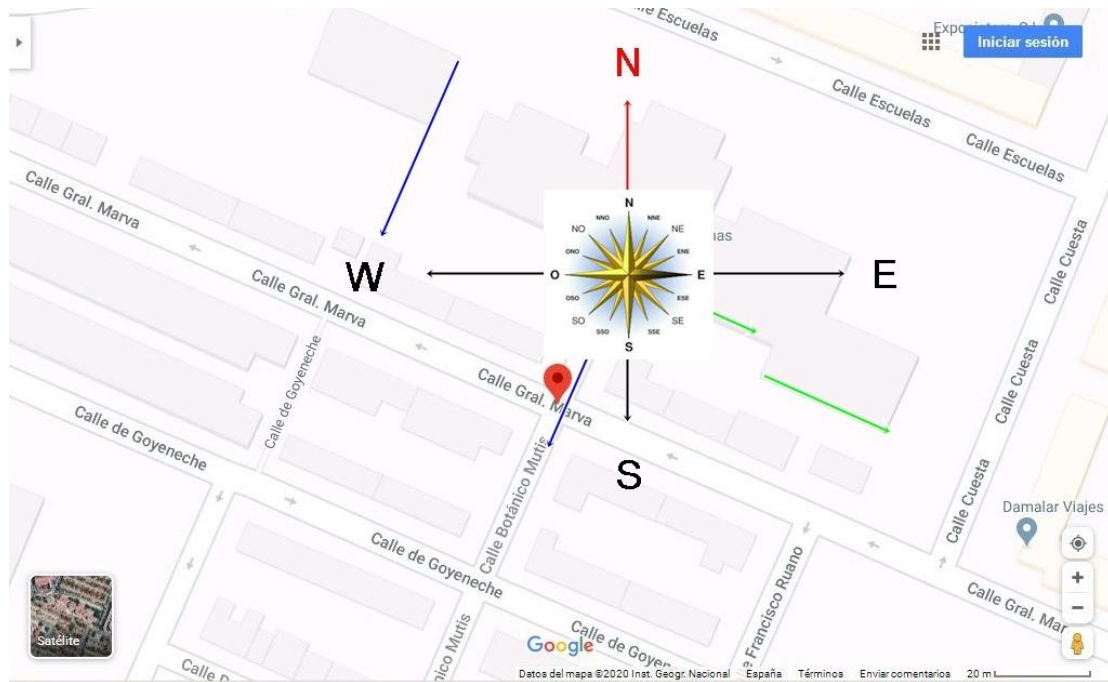 Calle Escuelas
Iniciar sesión
N
Calle Escuelas
Calle Escuelas
Calle Gral. Marva
N
NNO
NNE
NO
NE
ONO
ENE
O
E
OSO
ESE
SO
SE
SSO
SSE
S
W
E
S
Calle Gral. Marva
Calle Gral. Marva
Calle Cuesta
Calle Cuesta
Calle Cuesta
Calle Cuesta
Calle de Goyeneche
Calle de Goyeneche
Calle Botánico Mutis
Damalar Viajes
Calle de Goyeneche
Francisco Ruano
Calle Gral.
Satélite
Google
Calle de
Calle
Datos del mapa ©2020 Inst. Geogr. Nacional España Términos Enviar comentarios 20 m